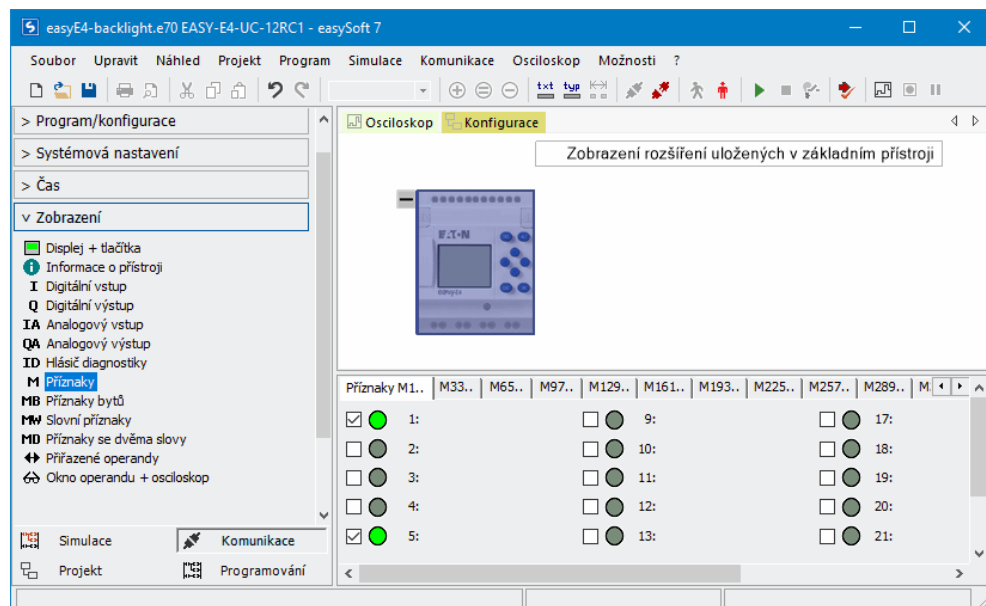 easyE4-backlight.e70 EASY-E4-UC-12RC1 - easySoft 7
Soubor Upravit Náhled Projekt Program Simulace Komunikace Osciloskop Možnosti ?
txt typ
> Program/konfigurace
> Systémová nastavení
> Čas
v Zobrazení
Displej + tlačítka
Informace o přístroji
I Digitální vstup
Q Digitální výstup
IA Analogový vstup
QA Analogový výstup
ID Hlásič diagnostiky
M Příznaky
MB Příznaky bytů
MW Slovní příznaky
MD Příznaky se dvěma slovy
Přiřazené operandy
Okno operandu + osciloskop
Simulace Komunikace
Projekt Programování
Osciloskop Konfigurace
Zobrazení rozšíření uložených v základním přístroji
EATON
easyE4
Příznaky M1.. M33.. M65.. M97.. M129.. M161.. M193.. M225.. M257.. M289.. M
1: 9: 17:
2: 10: 18:
3: 11: 19:
4: 12: 20:
5: 13: 21: